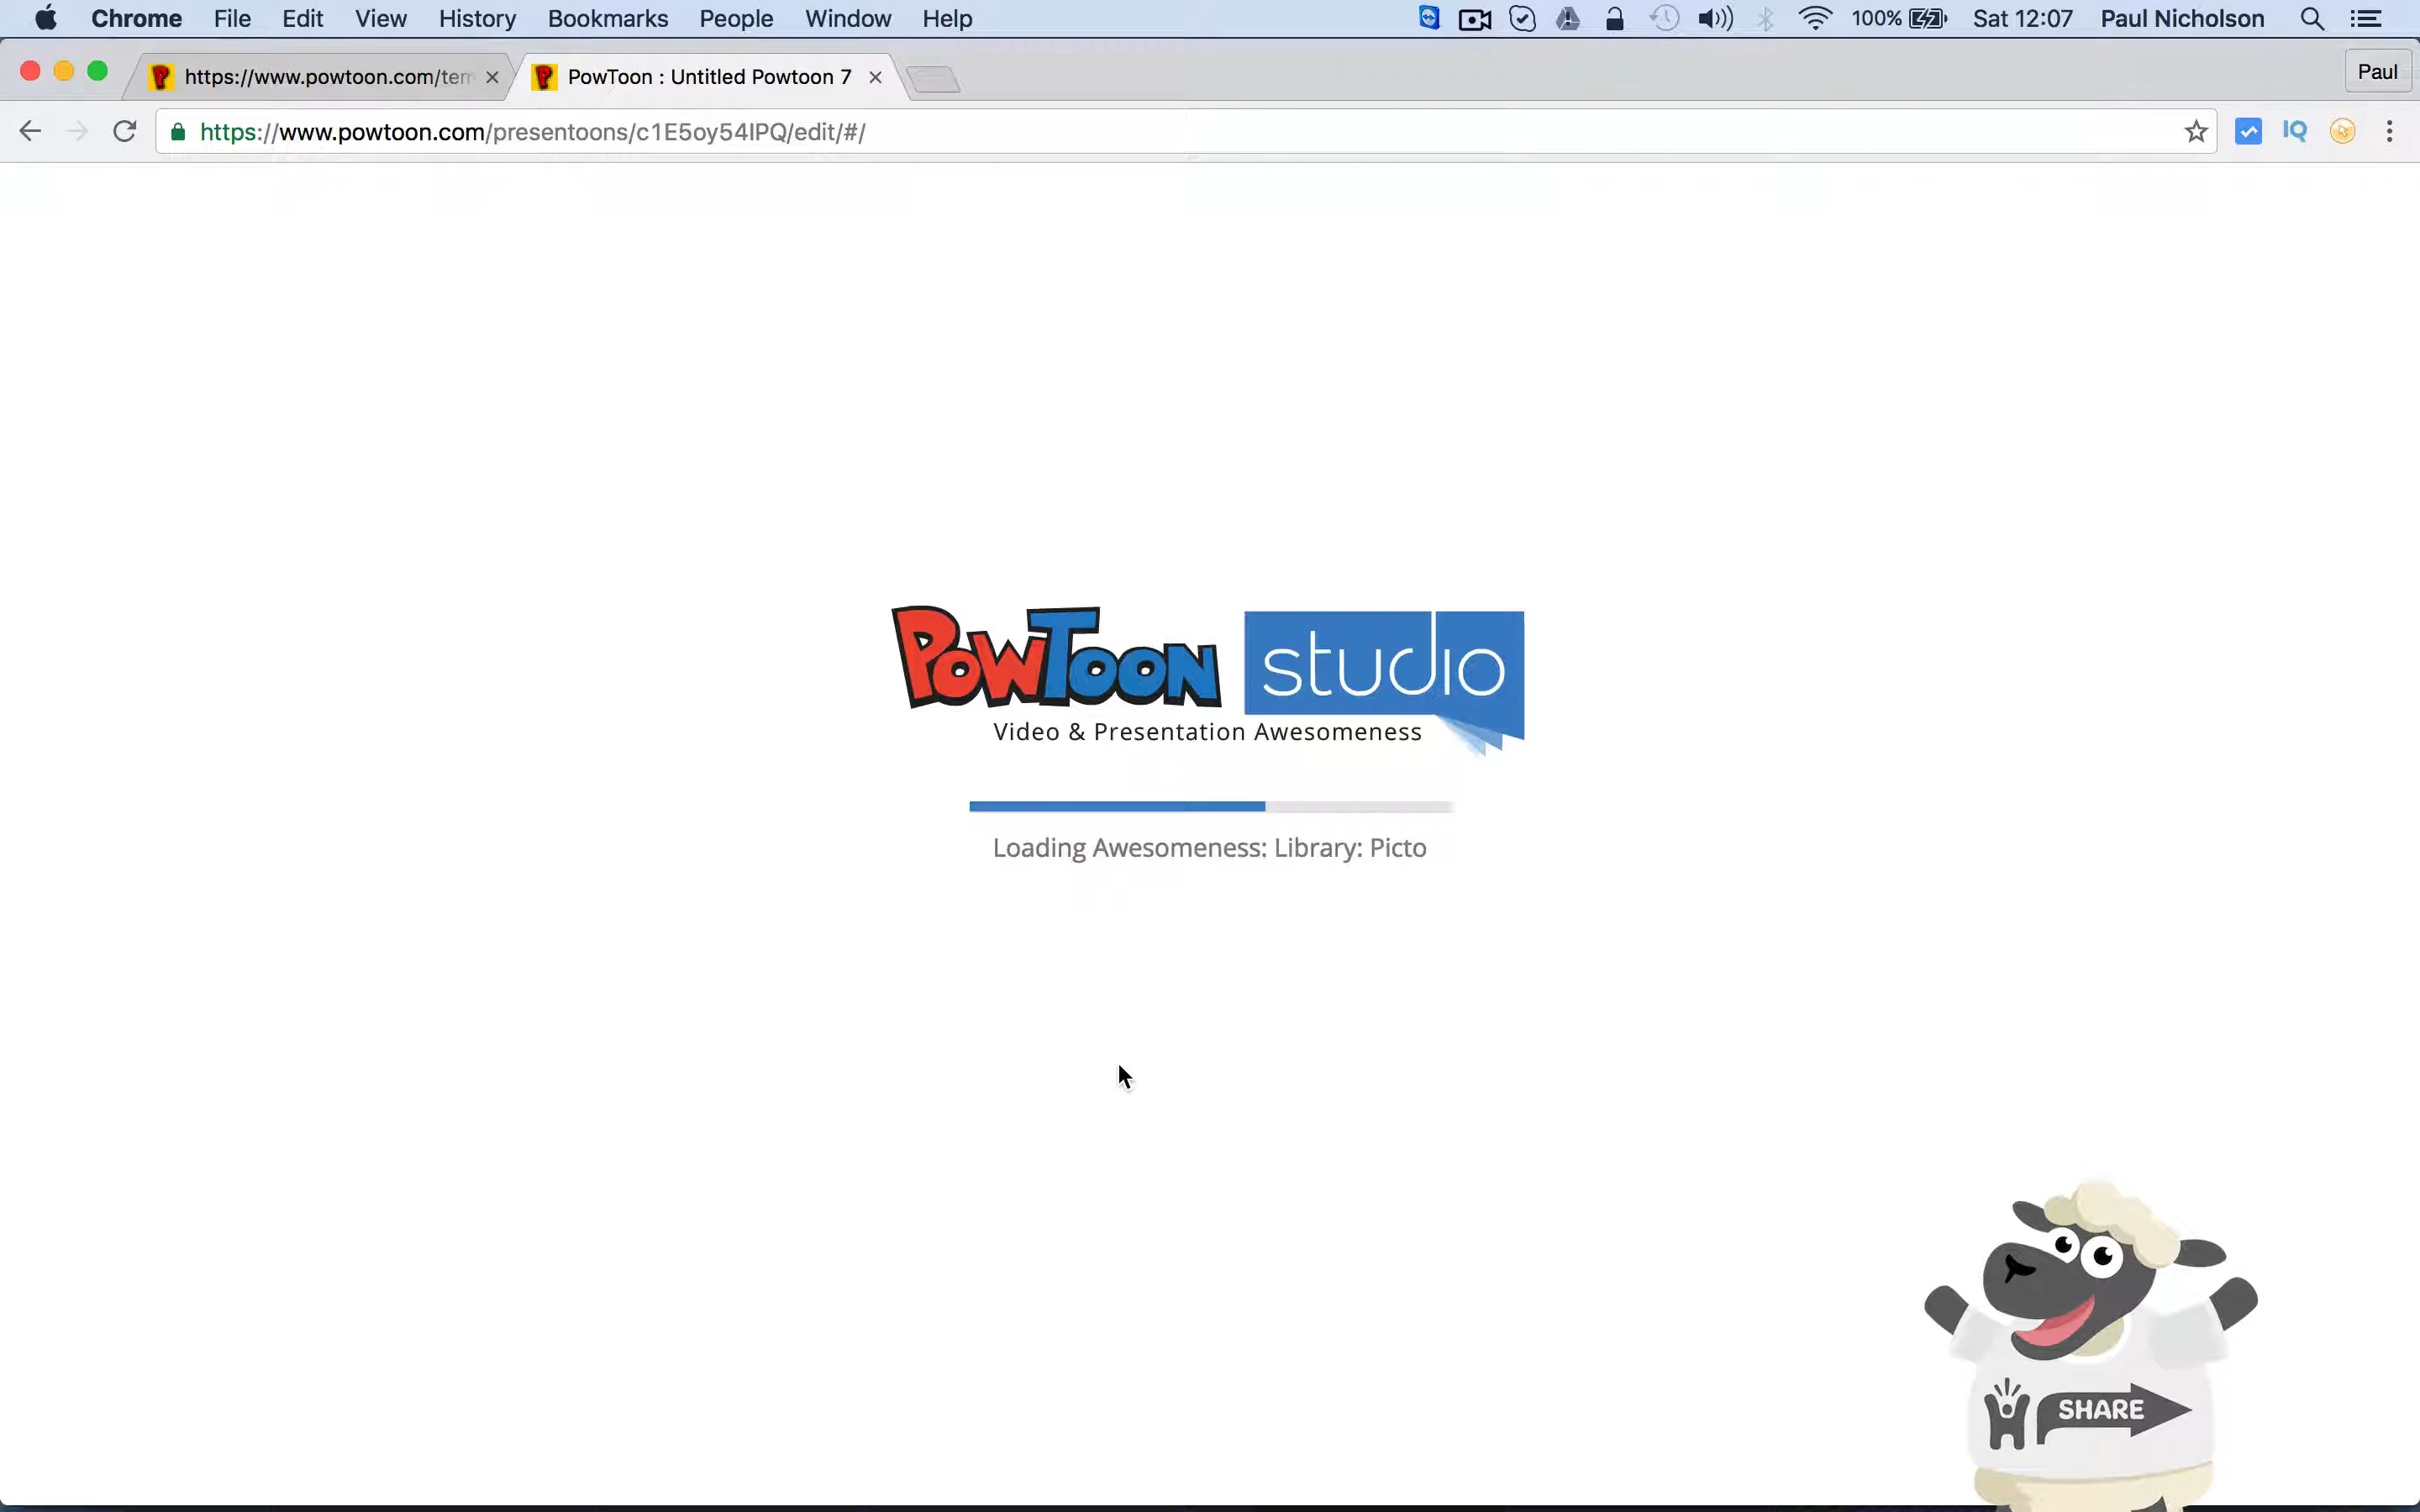 Chrome File Edit View History Bookmarks People Window Help 100% Sat 12:07 Paul Nicholson
https://www.powtoon.com/tem PowToon : Untitled Powtoon 7 Paul
https://www.powtoon.com/presentoons/c1E5oy54IPQ/edit/#/ IQ
PowToon studio
Video & Presentation Awesomeness
Loading Awesomeness: Library: Picto
SHARE